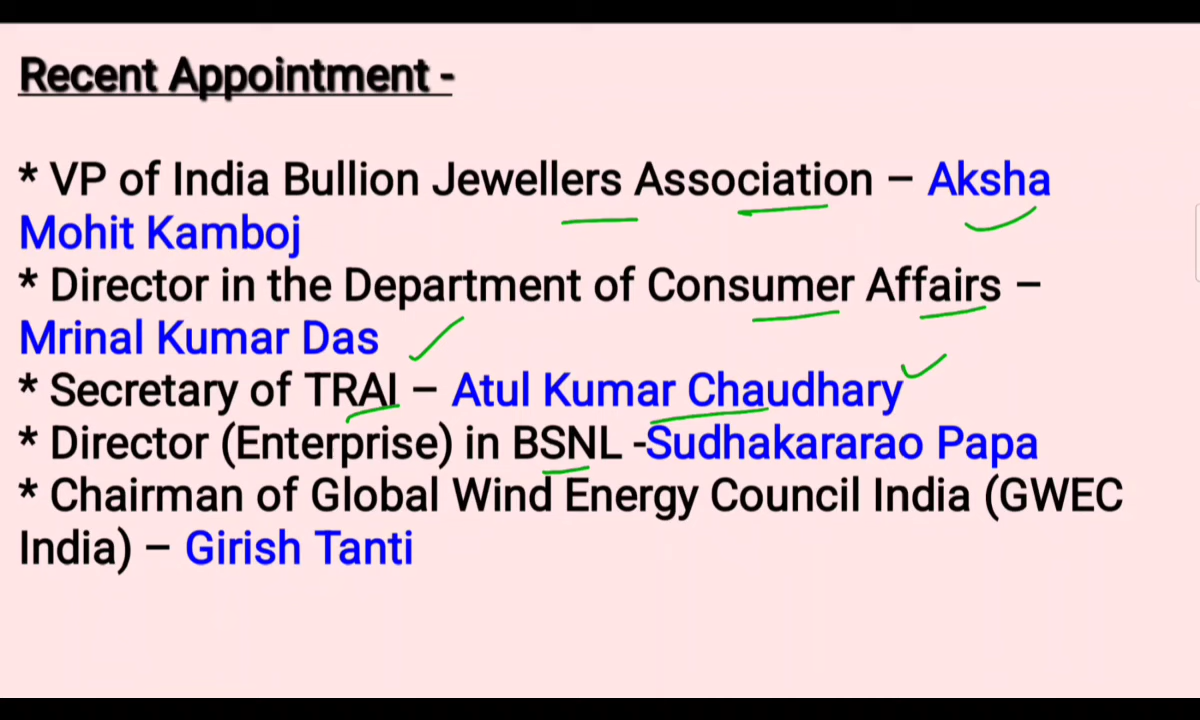 Recent Appointment -
* VP of India Bullion Jewellers Association – Aksha
Mohit Kamboj
* Director in the Department of Consumer Affairs –
Mrinal Kumar Das
* Secretary of TRAI – Atul Kumar Chaudhary
* Director (Enterprise) in BSNL -Sudhakararao Papa
* Chairman of Global Wind Energy Council India (GWEC
India) – Girish Tanti